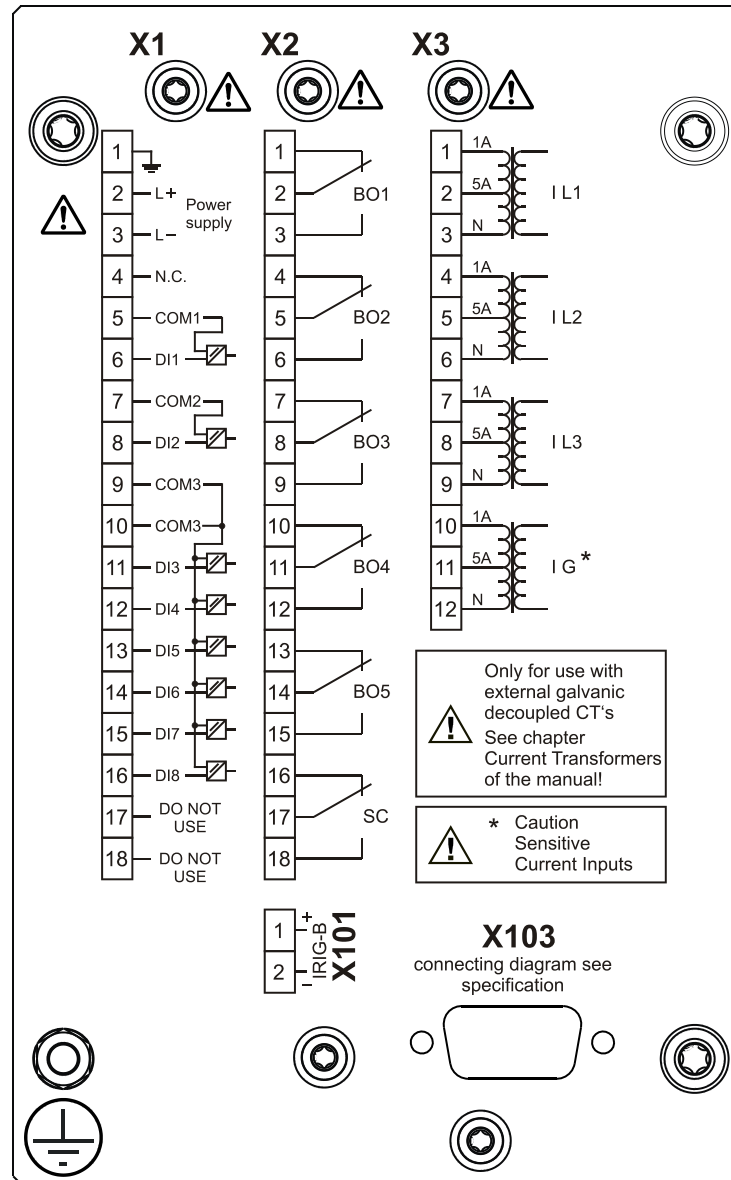 X1 X2 X3
1
2 L+
3 L−
Power
supply
4 N.C.
5 COM1
6 DI1
7 COM2
8 DI2
9 COM3
10 COM3
11 DI3
12 DI4
13 DI5
14 DI6
15 DI7
16 DI8
17 DO NOT
USE
18 DO NOT
USE
1
2 BO1
3
4
5 BO2
6
7
8 BO3
9
10
11 BO4
12
13
14 BO5
15
16
17 SC
18
1 1A
2 5A I L1
3 N
4 1A
5 5A I L2
6 N
7 1A
8 5A I L3
9 N
10 1A
11 5A I G*
12 N
Only for use with
external galvanic
decoupled CT‘s
See chapter
Current Transformers
of the manual!
* Caution
Sensitive
Current Inputs
1 +
2 −
IRIG-B
X101
X103
connecting diagram see
specification